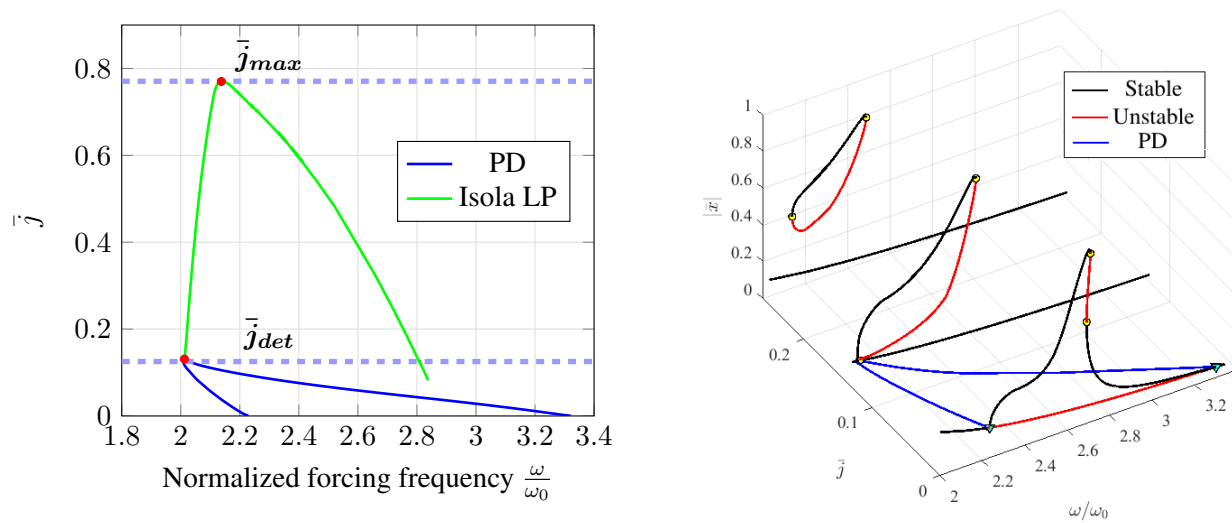 j̄_max
0.8
0.6
0.4
0.2
0
j̄
j̄_det
PD
Isola LP
1.8 2 2.2 2.4 2.6 2.8 3 3.2 3.4
Normalized forcing frequency ω/ω₀
Stable
Unstable
PD
1
0.8
0.6
0.4
0.2
0
|x̄|
0.2
0.1
0
j̄
2 2.2 2.4 2.6 2.8 3 3.2
ω/ω₀